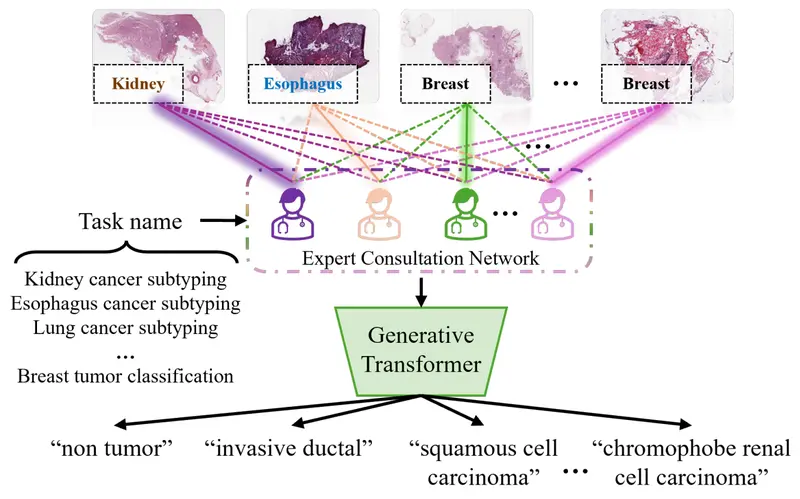 Kidney
Esophagus
Breast
...
Breast
...
...
Task name
Expert Consultation Network
Kidney cancer subtyping
Esophagus cancer subtyping
Lung cancer subtyping
...
Breast tumor classification
Generative
Transformer
“non tumor”
“invasive ductal”
“squamous cell
carcinoma”
...
“chromophobe renal
cell carcinoma”